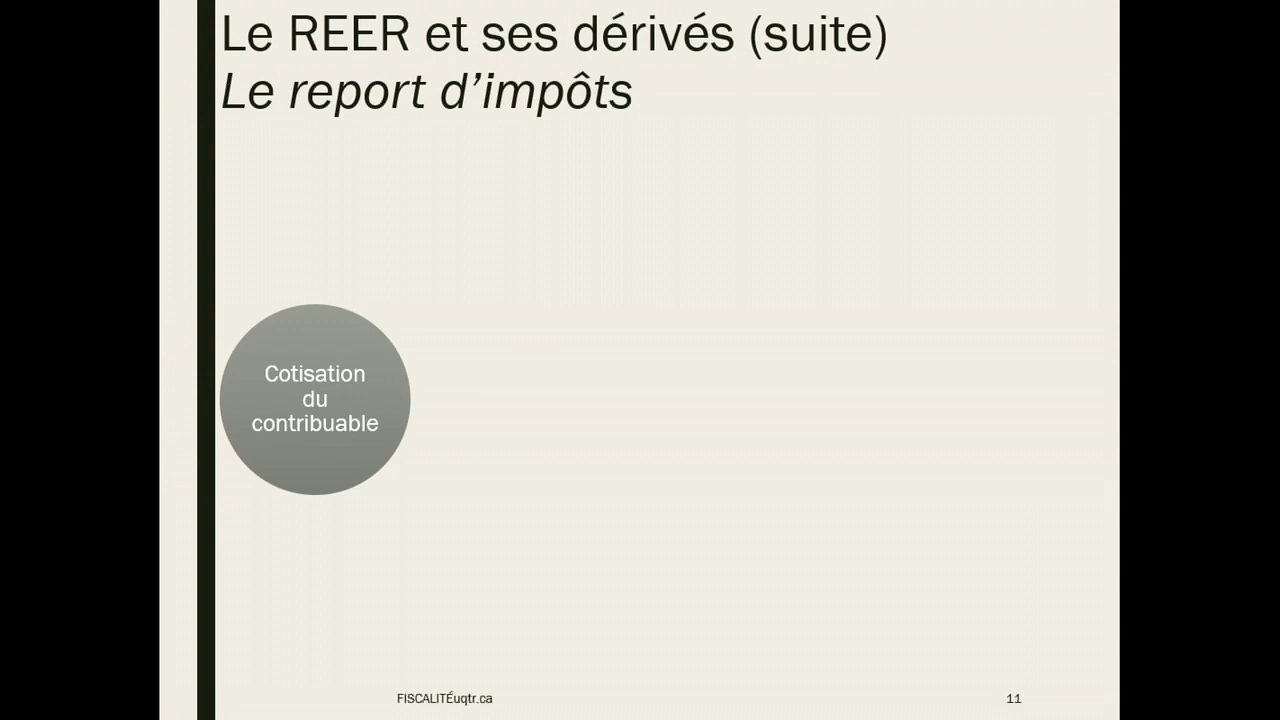 Le REER et ses dérivés (suite)
Le report d’impôts
Cotisation
du
contribuable
FISCALITÉuqtr.ca
11